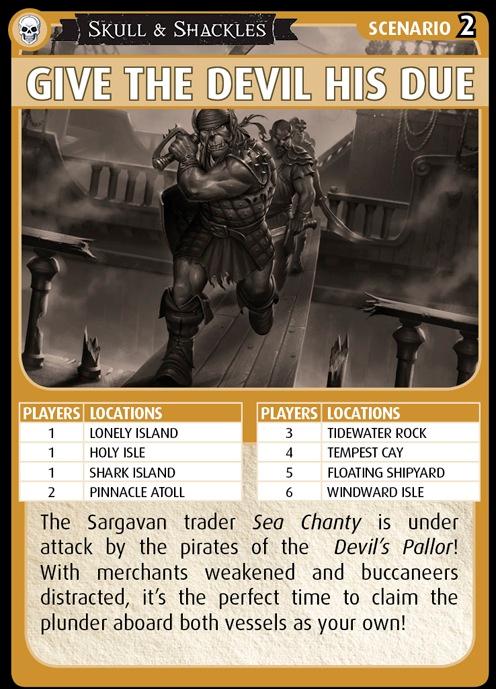 SKULL & SHACKLES
SCENARIO 2
GIVE THE DEVIL HIS DUE
PLAYERS LOCATIONS
1 LONELY ISLAND
1 HOLY ISLE
1 SHARK ISLAND
2 PINNACLE ATOLL
PLAYERS LOCATIONS
3 TIDEWATER ROCK
4 TEMPEST CAY
5 FLOATING SHIPYARD
6 WINDWARD ISLE
The Sargavan trader Sea Chanty is under
attack by the pirates of the Devil's Pallor!
With merchants weakened and buccaneers
distracted, it's the perfect time to claim the
plunder aboard both vessels as your own!